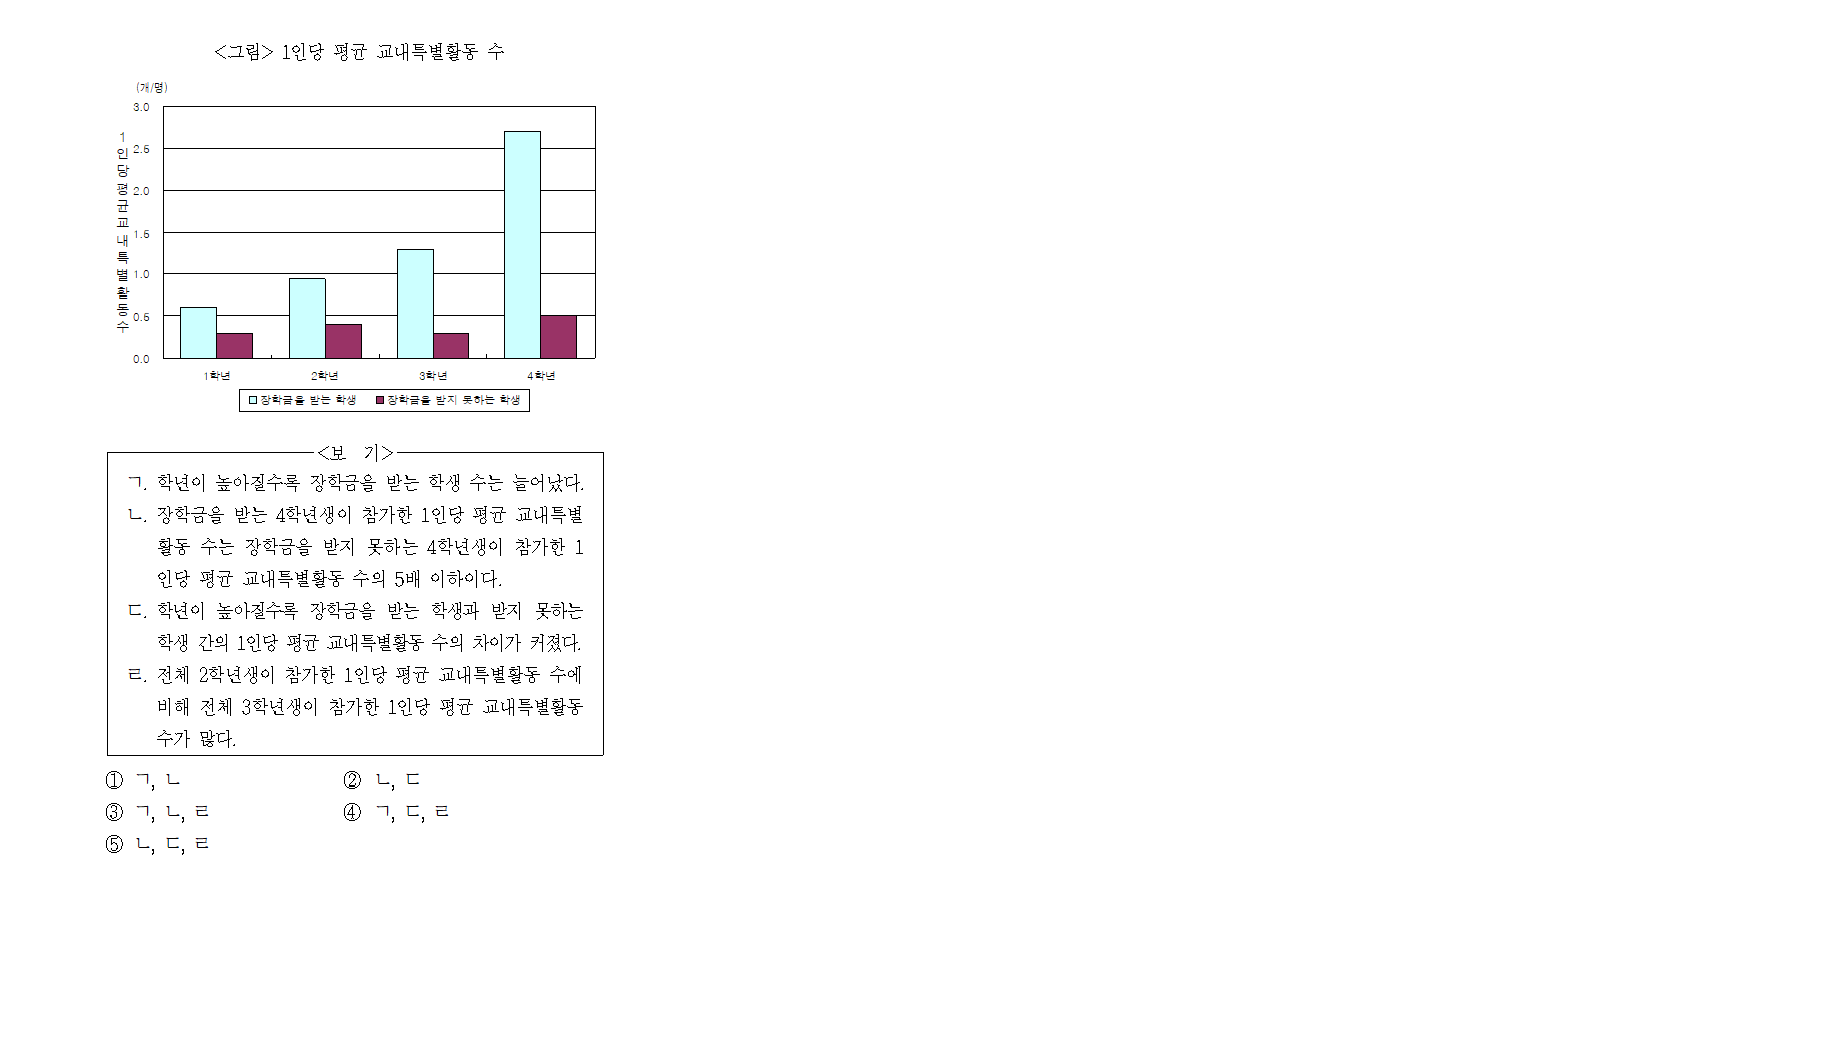 <그림> 1인당 평균 교내특별활동 수
(개/명)
3.0
2.5
2.0
1.5
1.0
0.5
0.0
1인당평균교내특별활동수
1학년 2학년 3학년 4학년
장학금을 받는 학생 장학금을 받지 못하는 학생
<보 기>
ㄱ. 학년이 높아질수록 장학금을 받는 학생 수는 늘어났다.
ㄴ. 장학금을 받는 4학년생이 참가한 1인당 평균 교내특별
활동 수는 장학금을 받지 못하는 4학년생이 참가한 1
인당 평균 교내특별활동 수의 5배 이하이다.
ㄷ. 학년이 높아질수록 장학금을 받는 학생과 받지 못하는
학생 간의 1인당 평균 교내특별활동 수의 차이가 커졌다.
ㄹ. 전체 2학년생이 참가한 1인당 평균 교내특별활동 수에
비해 전체 3학년생이 참가한 1인당 평균 교내특별활동
수가 많다.
① ㄱ, ㄴ ② ㄴ, ㄷ
③ ㄱ, ㄴ, ㄹ ④ ㄱ, ㄷ, ㄹ
⑤ ㄴ, ㄷ, ㄹ